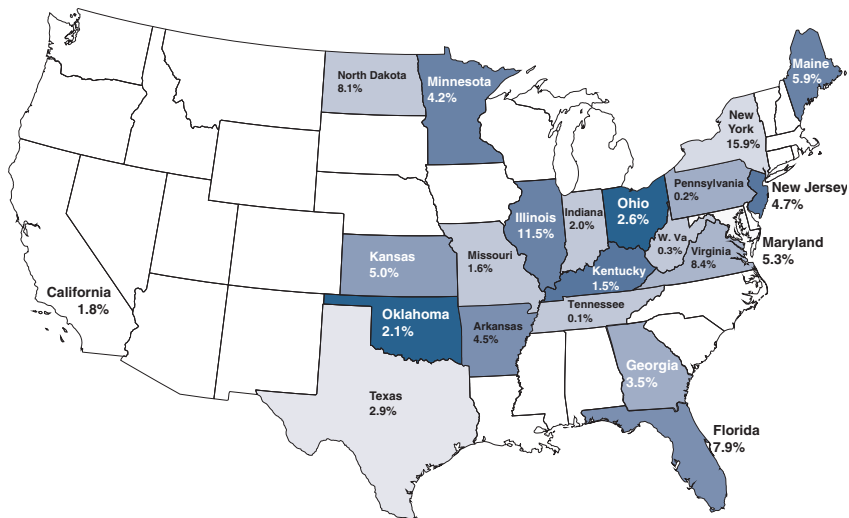 North Dakota
8.1%
Minnesota
4.2%
Maine
5.9%
New
York
15.9%
Pennsylvania
0.2%
New Jersey
4.7%
Ohio
2.6%
Illinois
11.5%
Indiana
2.0%
W. Va
0.3%
Virginia
8.4%
Maryland
5.3%
Kansas
5.0%
Missouri
1.6%
Kentucky
1.5%
California
1.8%
Tennessee
0.1%
Oklahoma
2.1%
Arkansas
4.5%
Georgia
3.5%
Texas
2.9%
Florida
7.9%